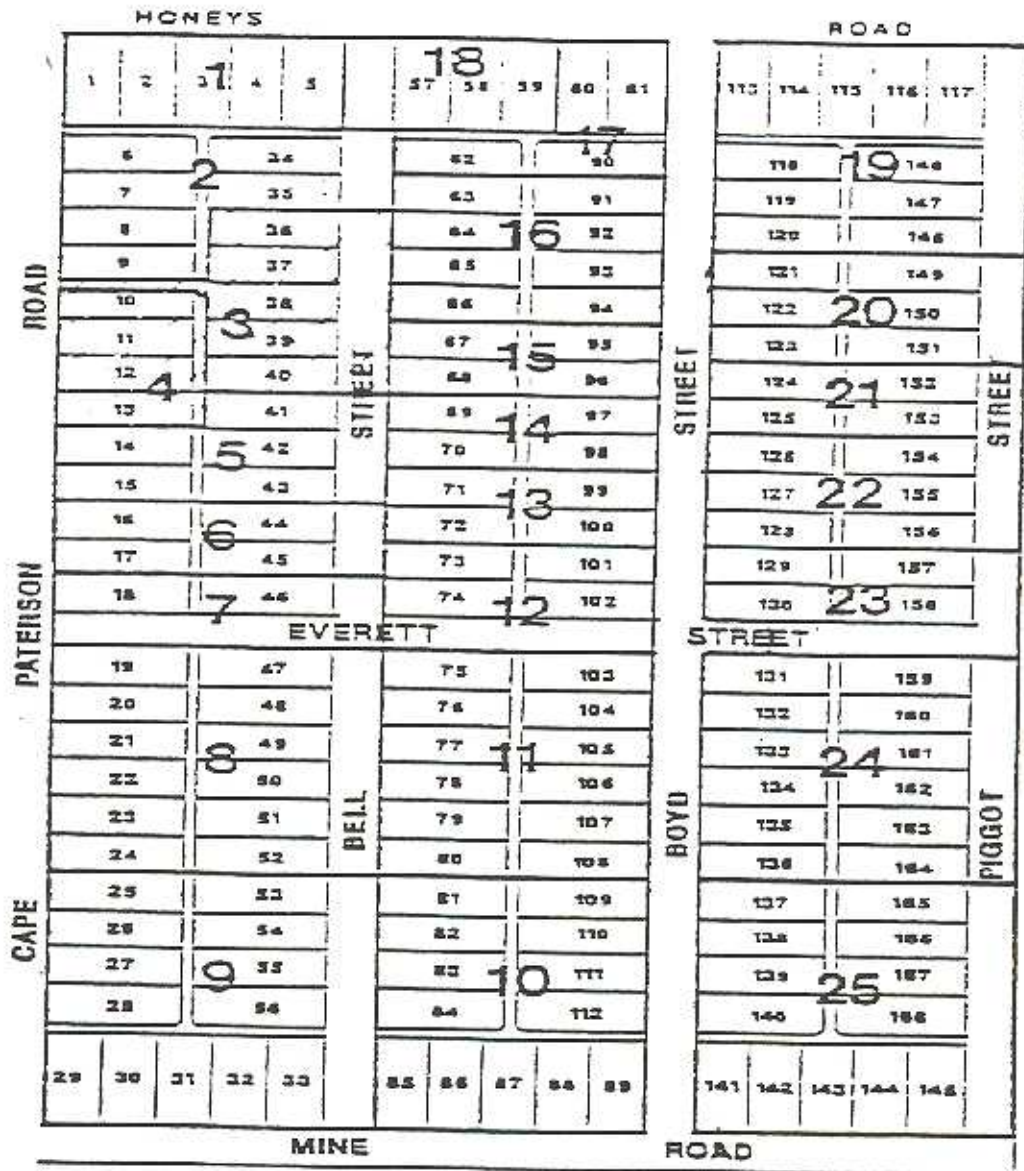 HONEYS ROAD
1 2 3 4 5 57 58 59 60 61 113 114 115 116 117
1 18
17
6 34 62 90 118 146
2 19
7 35 63 91 119 147
8 36 64 92 120 148
16
9 37 65 93 121 149
10 38 66 94 122 150
3 20
11 39 67 95 123 151
15
12 40 68 96 124 152
4 21
13 41 69 97 125 153
14
14 42 70 98 126 154
5
15 43 71 99 127 155
13 22
16 44 72 100 128 156
6
17 45 73 101 129 157
18 46 74 102 130 158
7 12 23
EVERETT STREET
19 47 75 103 131 159
20 48 76 104 132 160
21 49 77 105 133 161
8 11 24
22 50 78 106 134 162
23 51 79 107 135 163
24 52 80 108 136 164
25 53 81 109 137 165
26 54 82 110 138 166
27 55 83 111 139 167
9 10 25
28 56 84 112 140 168
29 30 31 32 33 85 86 87 88 89 141 142 143 144 145
MINE ROAD
CAPE PATERSON ROAD
BELL STREET
BOYD STREET
PIGGOT STREET